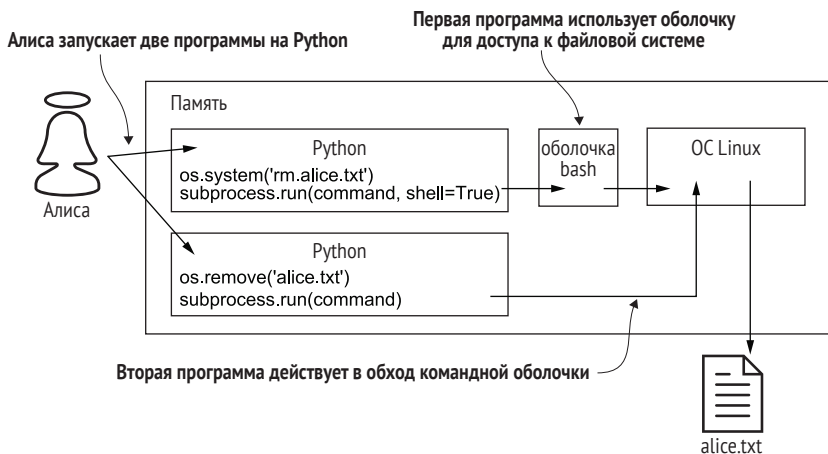 Алиса запускает две программы на Python
Первая программа использует оболочку
для доступа к файловой системе
Память
Алиса
Python
os.system('rm.alice.txt')
subprocess.run(command, shell=True)
оболочка
bash
ОС Linux
Python
os.remove('alice.txt')
subprocess.run(command)
Вторая программа действует в обход командной оболочки
alice.txt